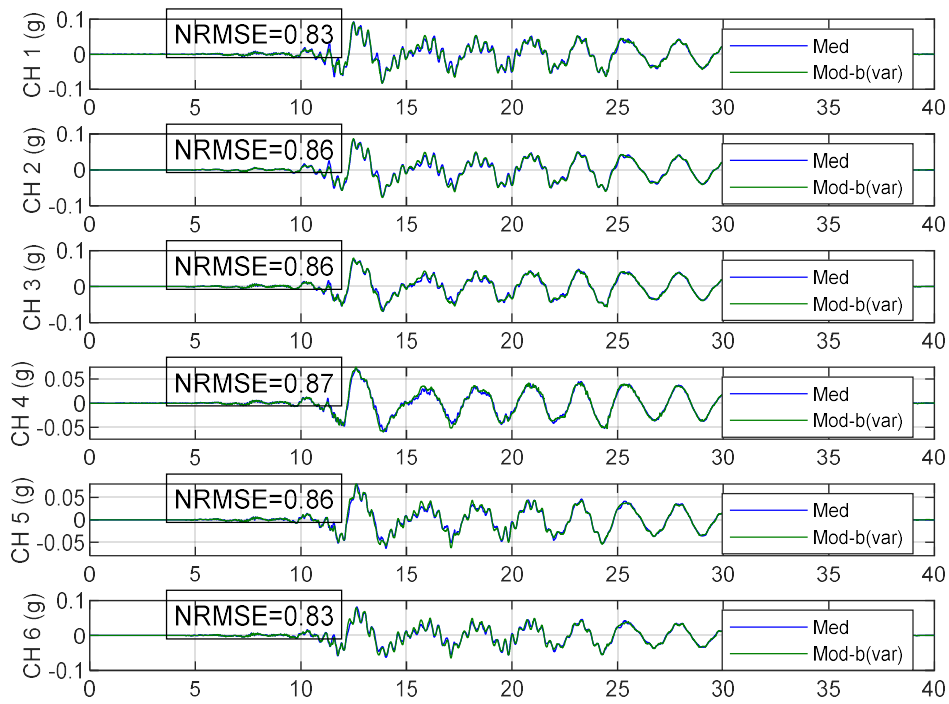 NRMSE=0.83
0.1
0
-0.1
CH 1 (g)
Med
Mod-b(var)
0 5 10 15 20 25 30 35 40
NRMSE=0.86
0.1
0
-0.1
CH 2 (g)
Med
Mod-b(var)
0 5 10 15 20 25 30 35 40
NRMSE=0.86
0.1
0
-0.1
CH 3 (g)
Med
Mod-b(var)
0 5 10 15 20 25 30 35 40
NRMSE=0.87
0.05
0
-0.05
CH 4 (g)
Med
Mod-b(var)
0 5 10 15 20 25 30 35 40
NRMSE=0.86
0.05
0
-0.05
CH 5 (g)
Med
Mod-b(var)
0 5 10 15 20 25 30 35 40
NRMSE=0.83
0.1
0
-0.1
CH 6 (g)
Med
Mod-b(var)
0 5 10 15 20 25 30 35 40